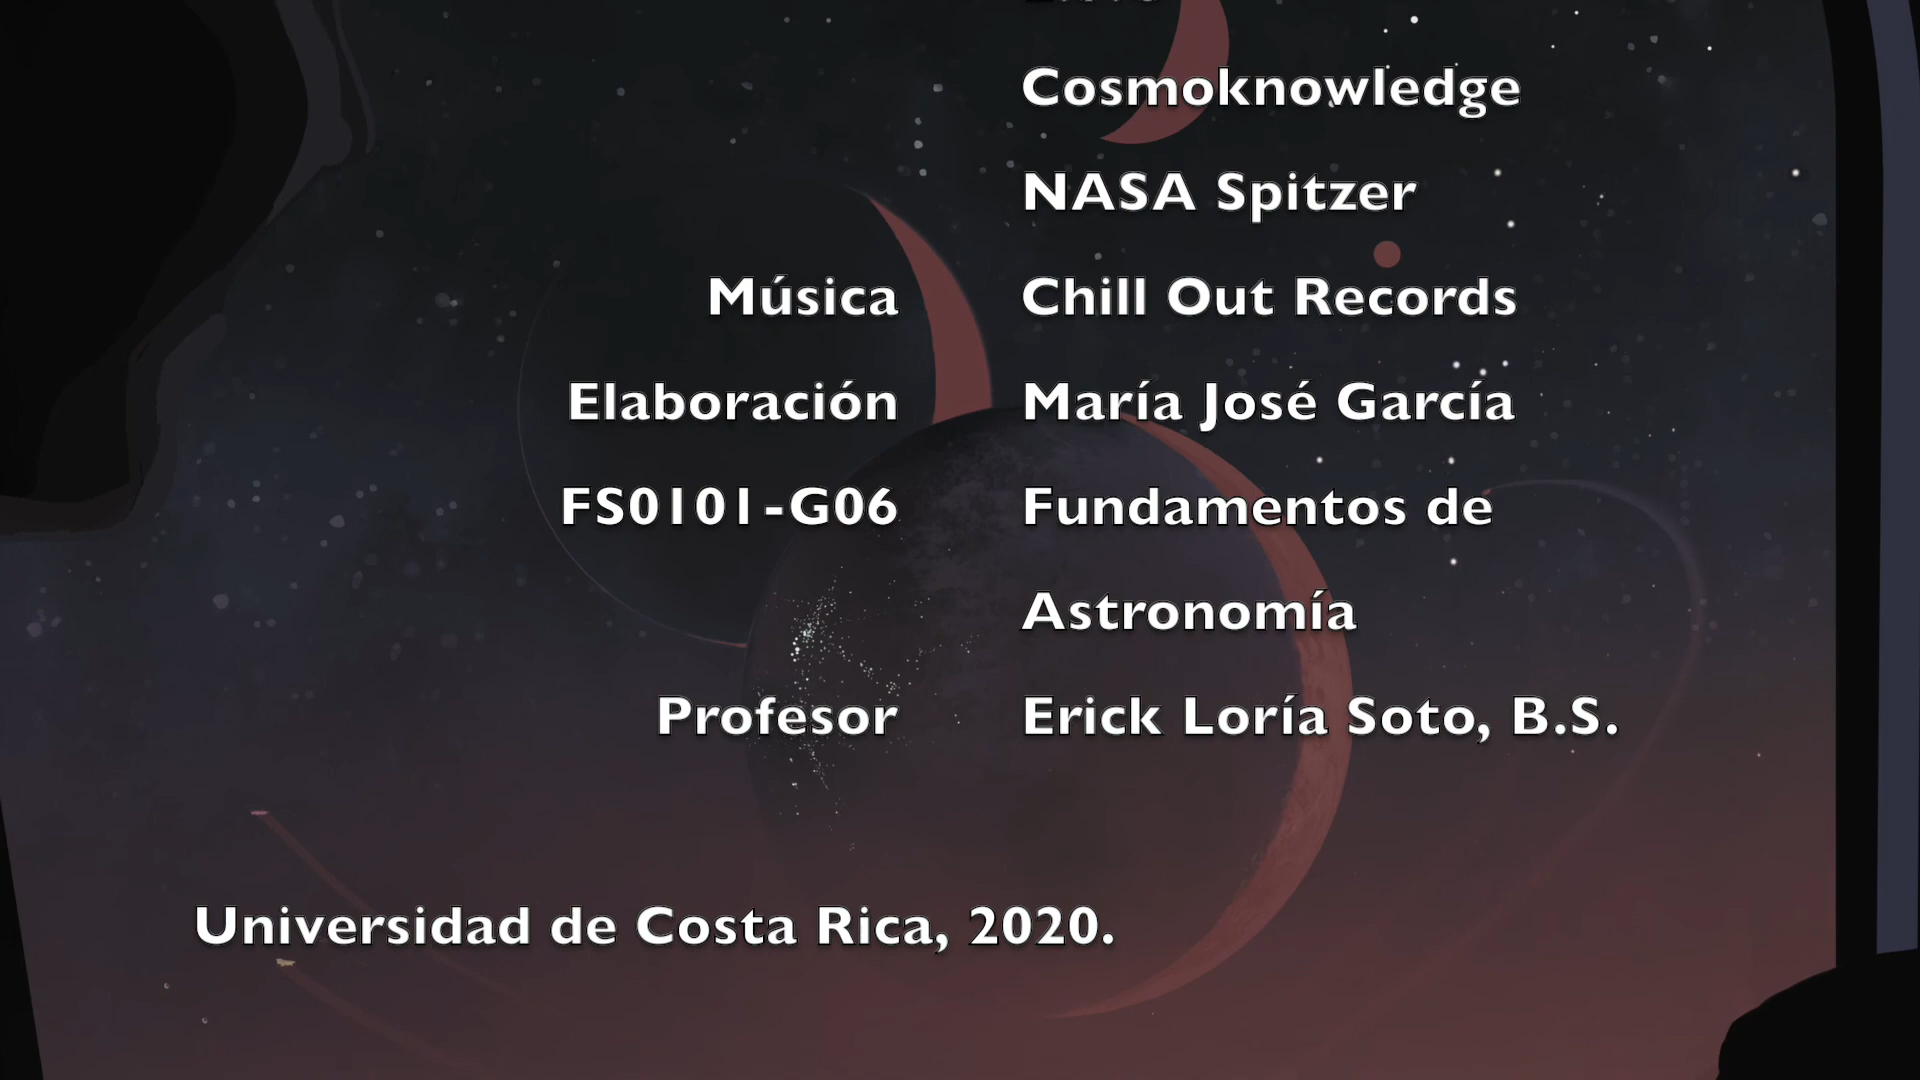 Cosmoknowledge
NASA Spitzer
Música Chill Out Records
Elaboración María José García
FS0101-G06 Fundamentos de
Astronomía
Profesor Erick Loría Soto, B.S.
Universidad de Costa Rica, 2020.